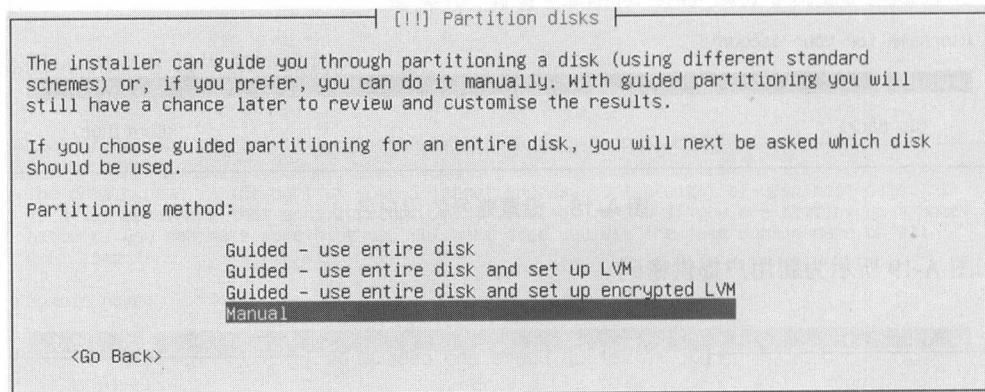 [!!] Partition disks
The installer can guide you through partitioning a disk (using different standard
schemes) or, if you prefer, you can do it manually. With guided partitioning you will
still have a chance later to review and customise the results.
If you choose guided partitioning for an entire disk, you will next be asked which disk
should be used.
Partitioning method:
Guided - use entire disk
Guided - use entire disk and set up LVM
Guided - use entire disk and set up encrypted LVM
Manual
<Go Back>